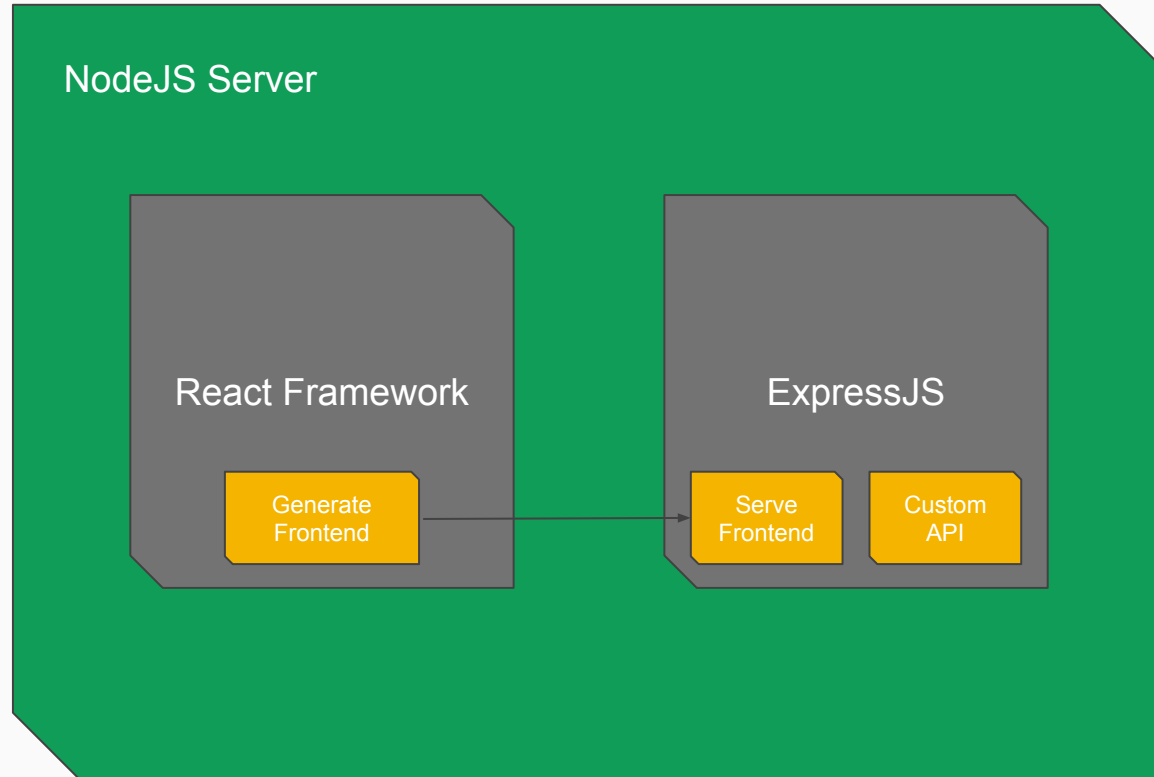 NodeJS Server
React Framework
ExpressJS
Generate
Frontend
Serve
Frontend
Custom
API